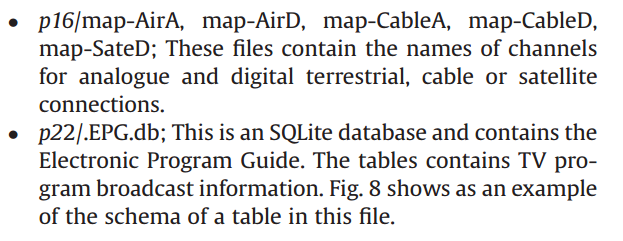 • p16/map-AirA, map-AirD, map-CableA, map-CableD,
map-SateD; These files contain the names of channels
for analogue and digital terrestrial, cable or satellite
connections.
• p22/.EPG.db; This is an SQLite database and contains the
Electronic Program Guide. The tables contains TV pro-
gram broadcast information. Fig. 8 shows as an example
of the schema of a table in this file.